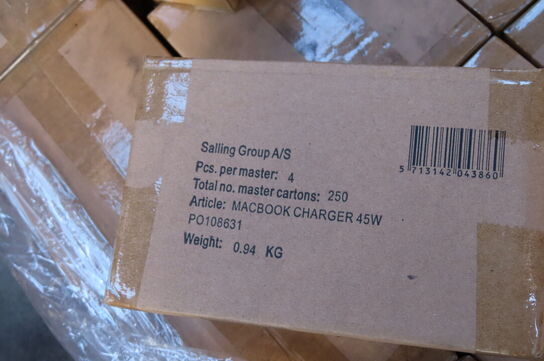 Salling Group A/S
Pcs. per master: 4
Total no. master cartons: 250
Article: MACBOOK CHARGER 45W
PO108631
Weight: 0.94 KG
5 713142 043860